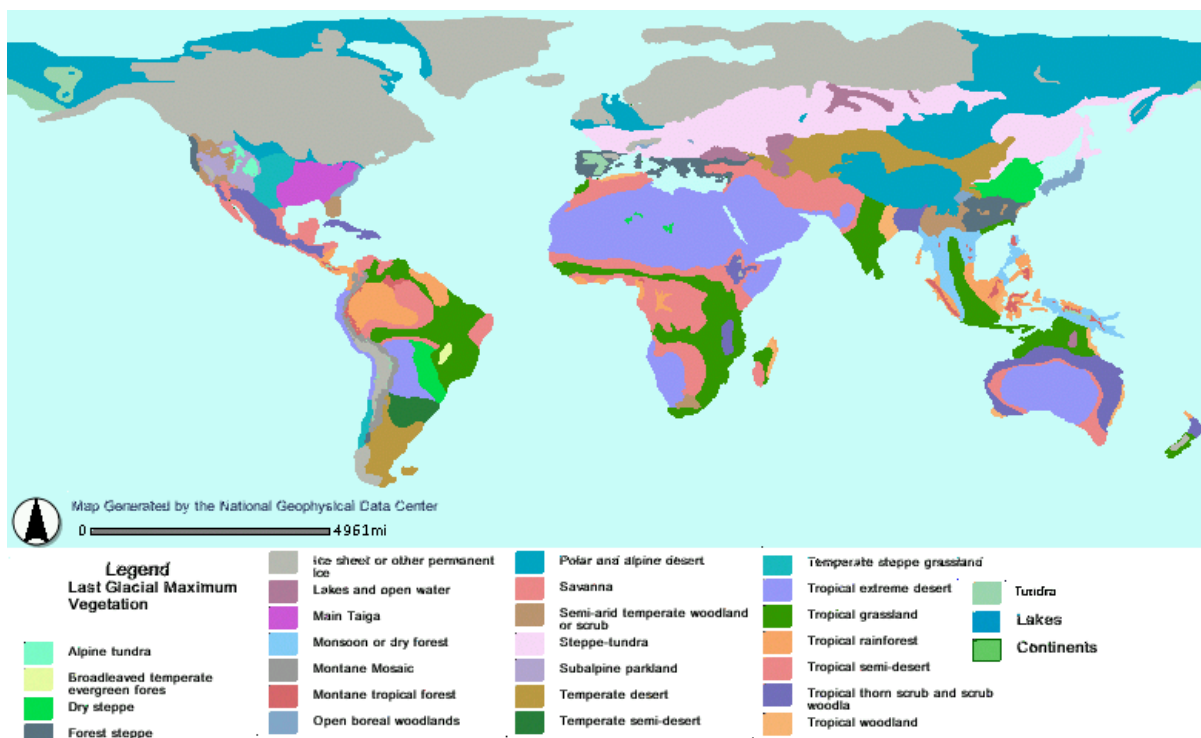 Map Generated by the National Geophysical Data Center
0
4961mi
Legend
Last Glacial Maximum
Vegetation
Alpine tundra
Broadleaved temperate
evergreen fores
Dry steppe
Forest steppe
Ice sheet or other permanent
Ice
Lakes and open water
Main Taiga
Monsoon or dry forest
Montane Mosaic
Montane tropical forest
Open boreal woodlands
Polar and alpine desert
Savanna
Semi-arid temperate woodland
or scrub
Steppe-tundra
Subalpine parkland
Temperate desert
Temperate semi-desert
Temperate steppe grassland
Tropical extreme desert
Tropical grassland
Tropical rainforest
Tropical semi-desert
Tropical thorn scrub and scrub
woodla
Tropical woodland
Tundra
Lakes
Continents